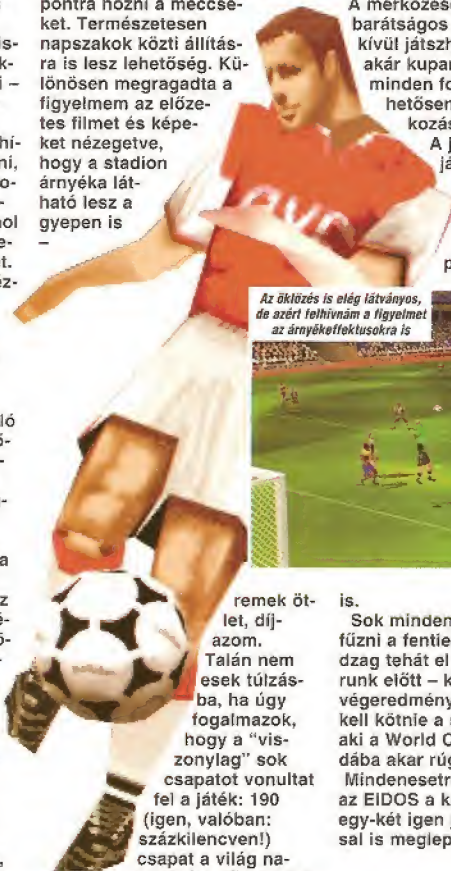 pontra hozni a meccse-
ket. Természetesen
napszakok közti állítás-
ra is lesz lehetőség. Kü-
lönösen megragadta a
figyelmem az előze-
tes filmet és képe-
ket nézegetve,
hogy a stadion
árnyéka lát-
ható lesz a
gyepen is
–
remek öt-
let, díj-
azom.
Talán nem
esek túlzás-
ba, ha úgy
fogalmazok,
hogy a "vis-
zonylag" sok
csapatot vonultat
fel a játék: 190
(igen, valóban:
százkilencven!)
csapat a világ na-
A mérkőzése
barátságos
kívül játszh
akár kupar
minden fo
hetősen
kozás
A j
já
p
Az öklözés is elég látványos,
de azért felhívnám a figyelmet
az árnyékeffektusokra is
is.
Sok minden
fűzni a fentie
dzag tehát el
runk előtt – k
végeredmény
kell kötnie a s
aki a World C
dába akar rúg
Mindenesetr
az EIDOS a k
egy-két igen j
sal is meglep